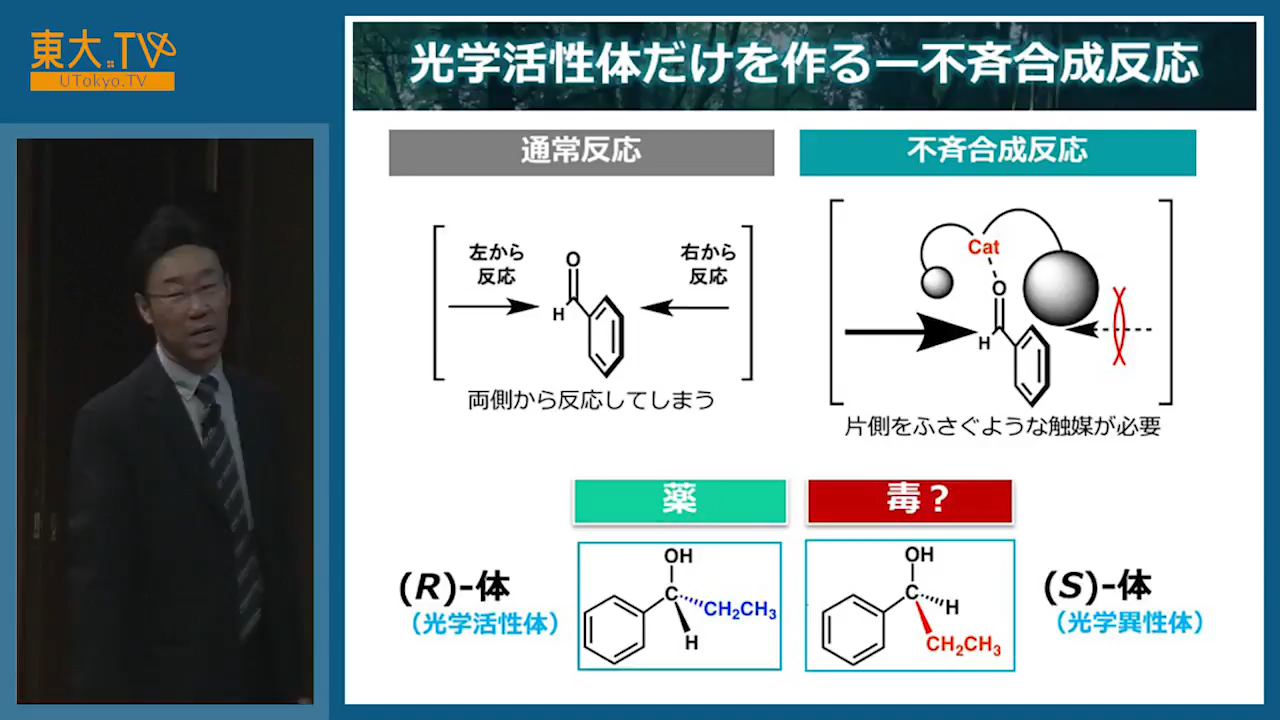 東大.TV
UTokyo.TV
光学活性体だけを作るー不斉合成反応
通常反応
不斉合成反応
左から
反応
右から
反応
O
H
両側から反応してしまう
Cat
O
H
片側をふさぐような触媒が必要
薬
毒？
(R)-体
（光学活性体）
OH
C
CH2CH3
H
OH
C
H
CH2CH3
(S)-体
（光学異性体）